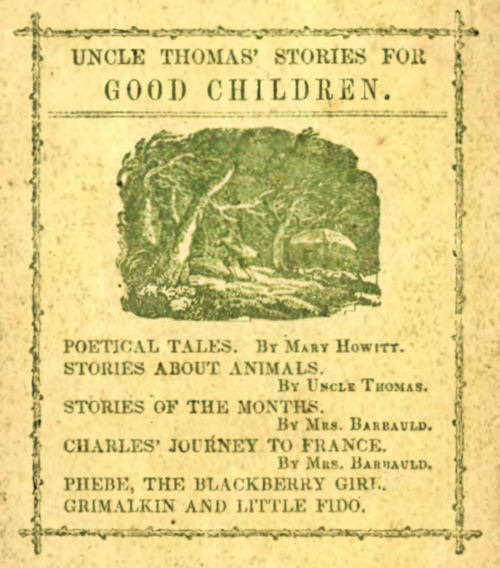 UNCLE THOMAS' STORIES FOR
GOOD CHILDREN.
POETICAL TALES. BY MARY HOWITT.
STORIES ABOUT ANIMALS.
BY UNCLE THOMAS.
STORIES OF THE MONTHS.
BY MRS. BARBAULD.
CHARLES' JOURNEY TO FRANCE.
BY MRS. BARBAULD.
PHEBE, THE BLACKBERRY GIRL.
GRIMALKIN AND LITTLE FIDO.